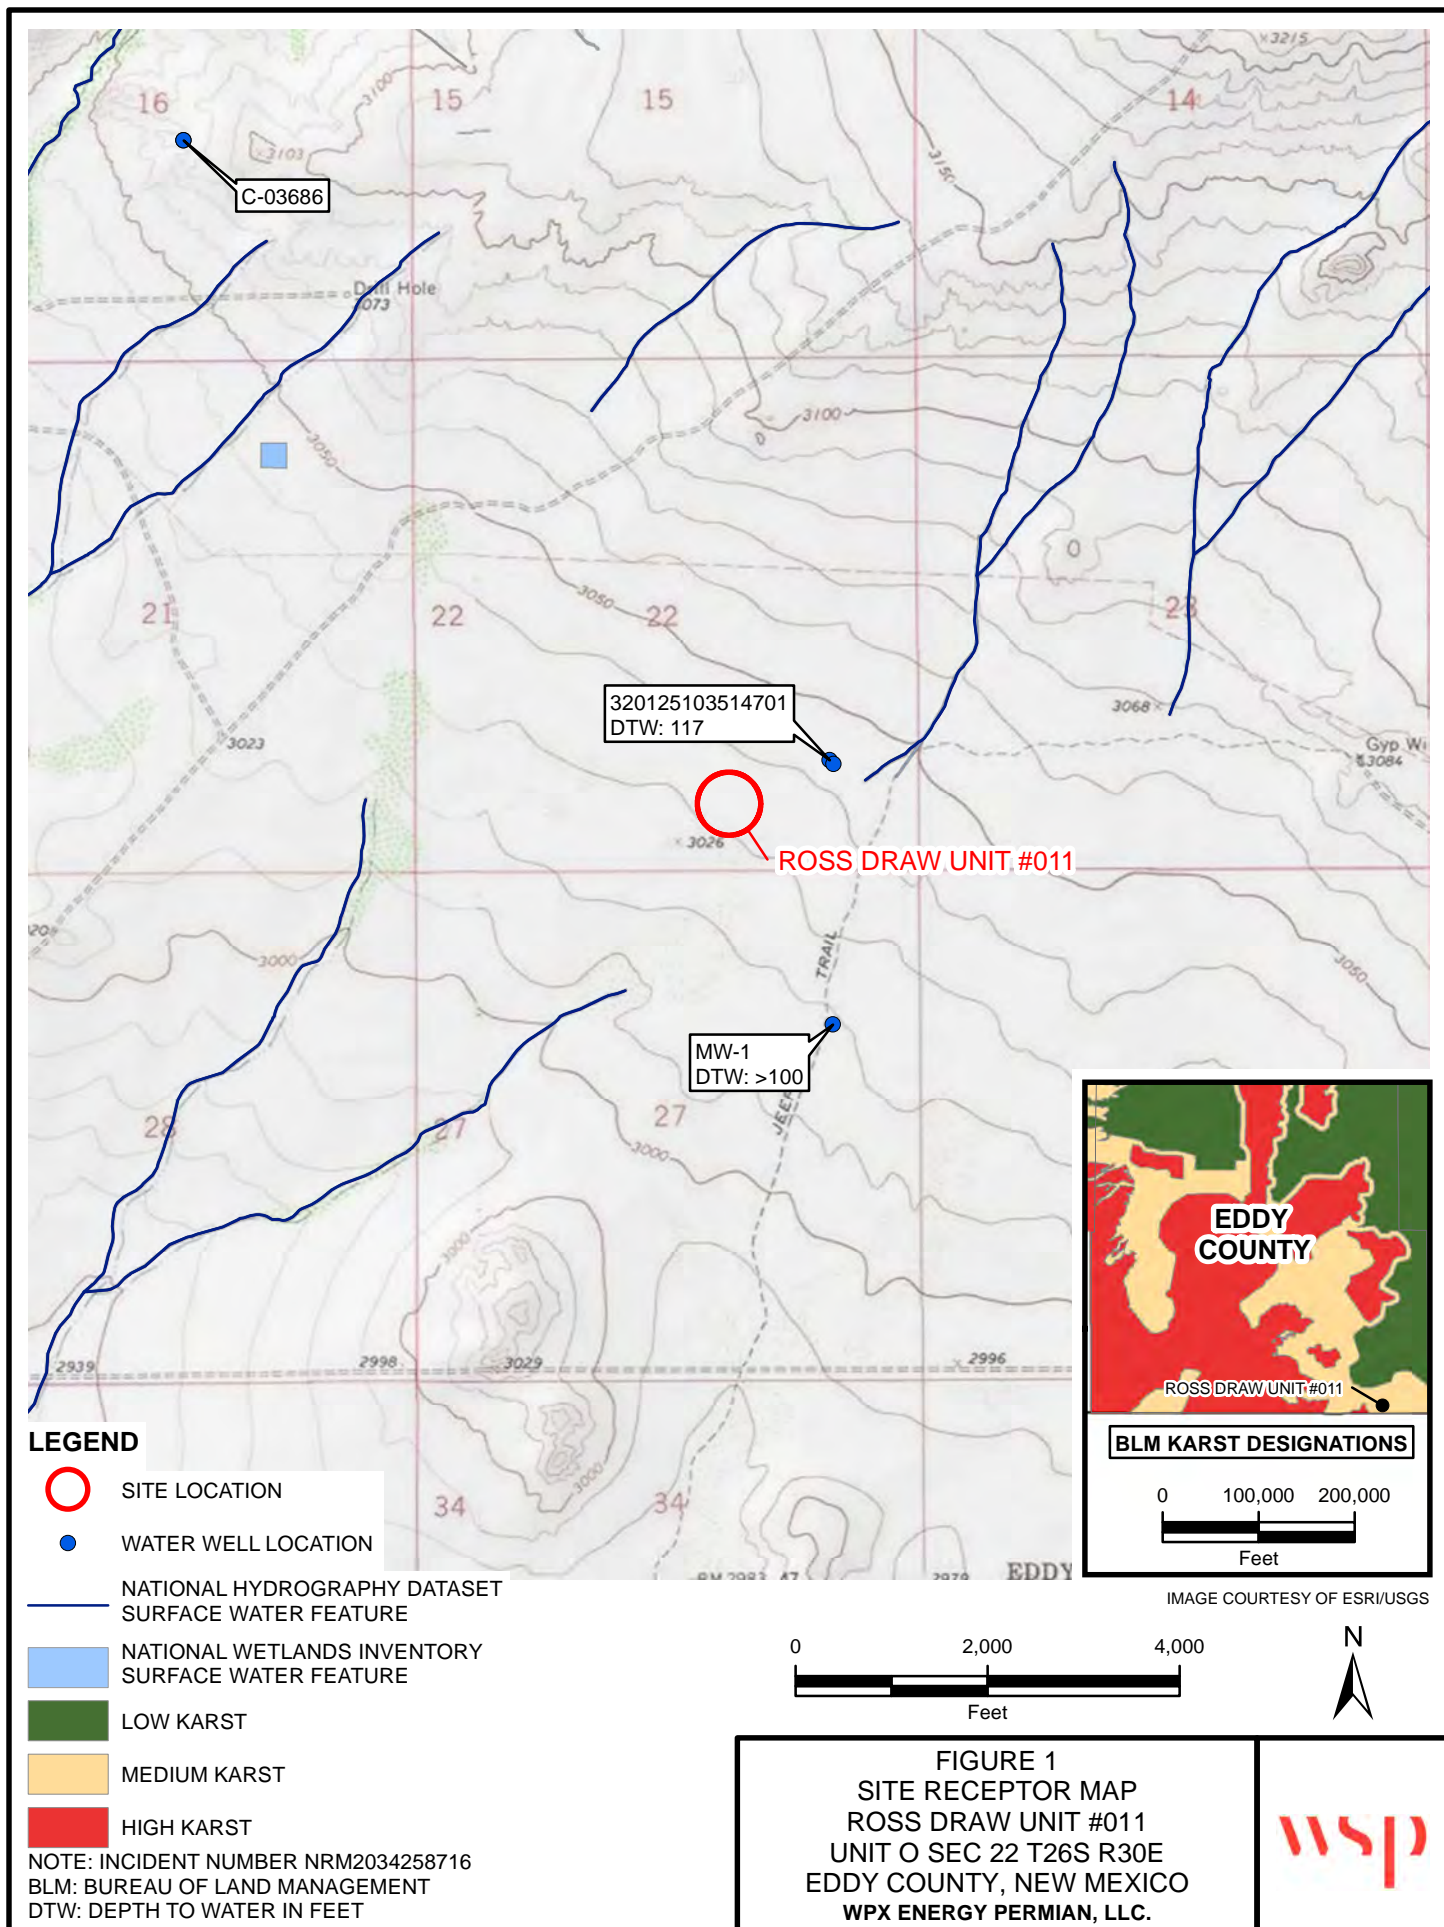 3215
16
15
15
14
3100
3103
3150
C-03686
Drill Hole
3073
3100
3050
3050
21
22
22
23
320125103514701
DTW: 117
3068
3023
Gyp Wi
3084
3026
ROSS DRAW UNIT #011
3000
TRAIL
3050
MW-1
DTW: >100
JEEP
28
27
27
3000
3000
EDDY
COUNTY
2939
2998
3029
2996
ROSS DRAW UNIT #011
BLM KARST DESIGNATIONS
0 100,000 200,000
Feet
3000
34
34
EDDY
LEGEND
SITE LOCATION
WATER WELL LOCATION
NATIONAL HYDROGRAPHY DATASET
SURFACE WATER FEATURE
NATIONAL WETLANDS INVENTORY
SURFACE WATER FEATURE
LOW KARST
MEDIUM KARST
HIGH KARST
NOTE: INCIDENT NUMBER NRM2034258716
BLM: BUREAU OF LAND MANAGEMENT
DTW: DEPTH TO WATER IN FEET
IMAGE COURTESY OF ESRI/USGS
0 2,000 4,000
Feet
N
FIGURE 1
SITE RECEPTOR MAP
ROSS DRAW UNIT #011
UNIT O SEC 22 T26S R30E
EDDY COUNTY, NEW MEXICO
WPX ENERGY PERMIAN, LLC.
wsp